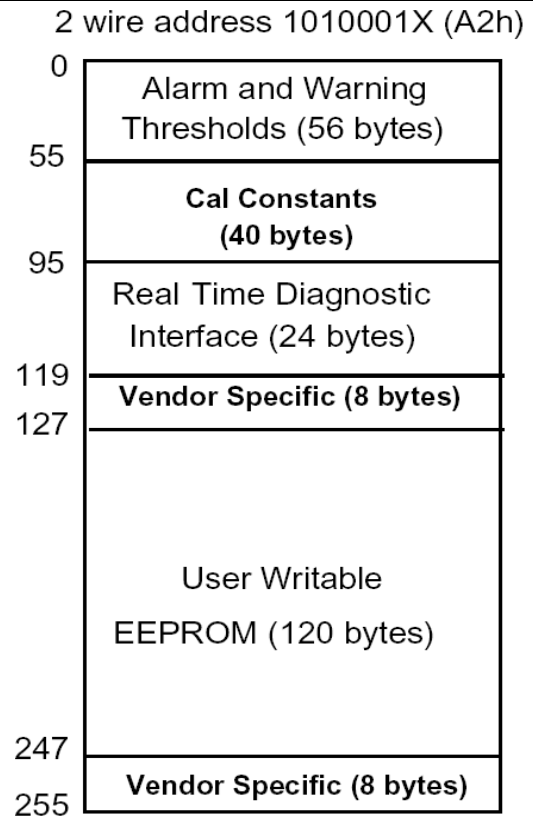 2 wire address 1010001X (A2h)
0
Alarm and Warning
Thresholds (56 bytes)
55
Cal Constants
(40 bytes)
95
Real Time Diagnostic
Interface (24 bytes)
119
Vendor Specific (8 bytes)
127
User Writable
EEPROM (120 bytes)
247
Vendor Specific (8 bytes)
255